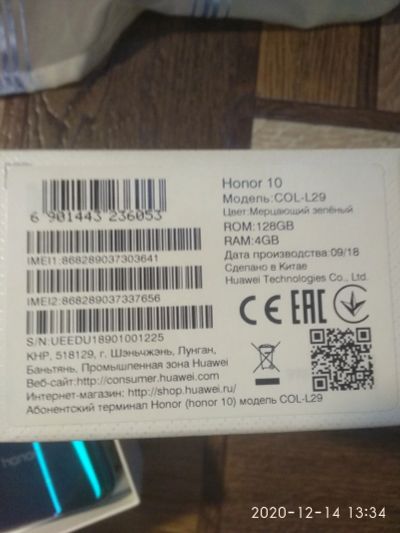 Honor 10
Модель:COL-L29
Цвет:Мерцающий зелёный
ROM:128GB
RAM:4GB
Дата производства:09/18
Сделано в Китае
Huawei Technologies Co., Ltd.
6 901443 236053
IMEI1:868289037303641
IMEI2:868289037337656
S/N:UEEDU18901001225
КНР, 518129, г. Шэньчжэнь, Лунган,
Баньтянь, Промышленная зона Huawei
Веб-сайт:http://consumer.huawei.com
Интернет-магазин: http://shop.huawei.ru/
Абонентский терминал Honor (honor 10) модель COL-L29
CE EAC
honor
2020-12-14 13:34